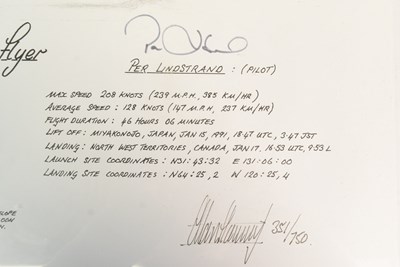 Flyer
PER LINDSTRAND : (PILOT)
MAX SPEED 208 KNOTS (239 M.P.H, 385 KM/HR)
AVERAGE SPEED : 128 KNOTS (147 M.P.H, 237 KM/HR)
FLIGHT DURATION : 46 HOURS 06 MINUTES
LIFT OFF : MIYAKONOJO, JAPAN, JAN 15, 1991, 18.47 UTC, 3.47 JST
LANDING : NORTH WEST TERRITORIES, CANADA, JAN 17. 16.53 UTC, 9.53 L
LAUNCH SITE COORDINATES : N31:43:32 E 131:06:00
LANDING SITE COORDINATES : N64:25,2 W 120:25,4
351/750.